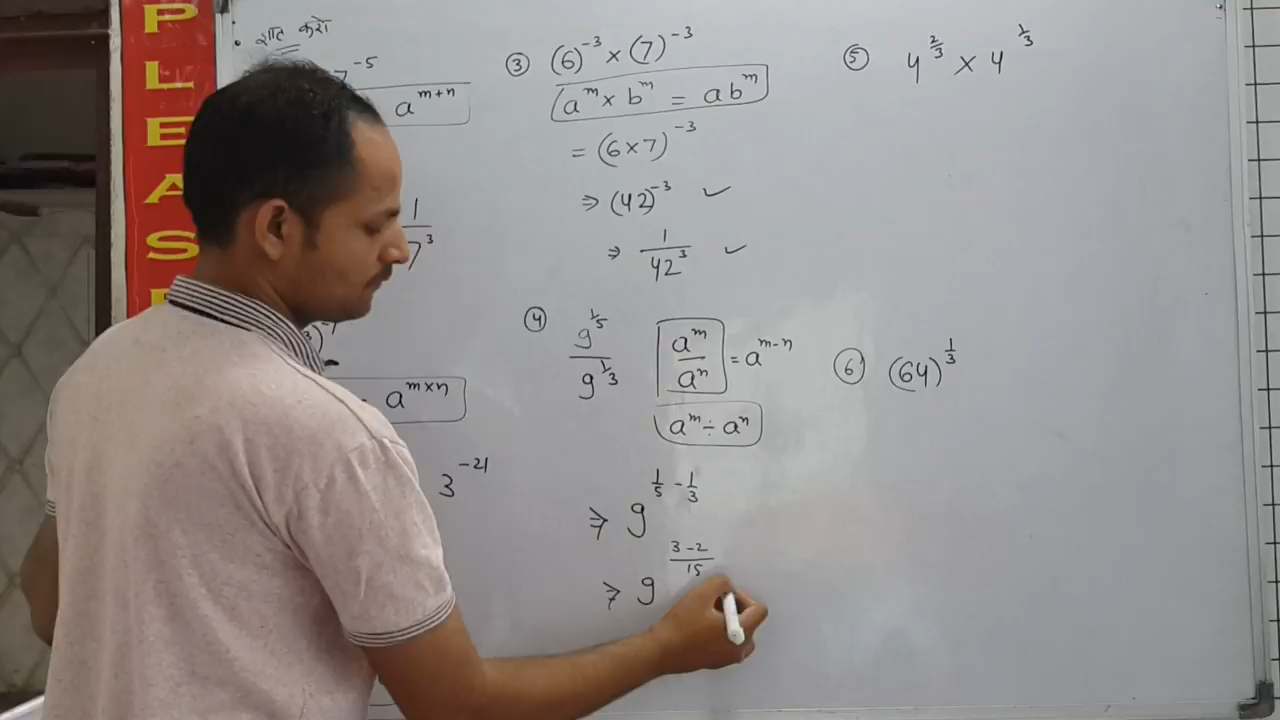 PLEAS
• ज्ञात करो
7^-5
a^m+n
1/7^3
a^m×n
3^-21
③ (6)^-3 × (7)^-3
(a^m × b^m = ab^m
= (6×7)^-3
⇒ (42)^-3 ✓
⇒ 1/42^3 ✓
④ 9^1/5 / 9^1/3
a^m/a^n = a^m-n
a^m ÷ a^n
⇒ 9^1/5 - 1/3
⇒ 9^3-2/15
⑤ 4^2/3 × 4^1/3
⑥ (64)^1/3